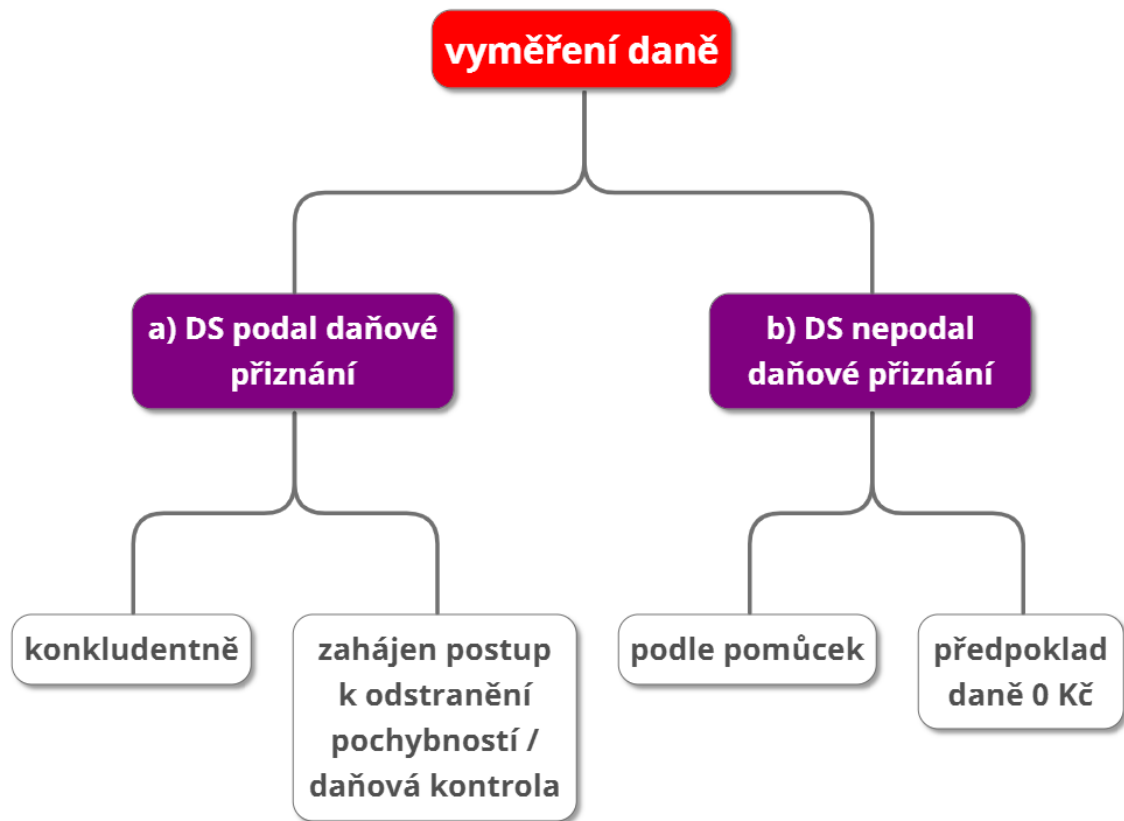 vyměření daně
a) DS podal daňové
přiznání
b) DS nepodal
daňové přiznání
konkludentně
zahájen postup
k odstranění
pochybností /
daňová kontrola
podle pomůcek
předpoklad
daně 0 Kč